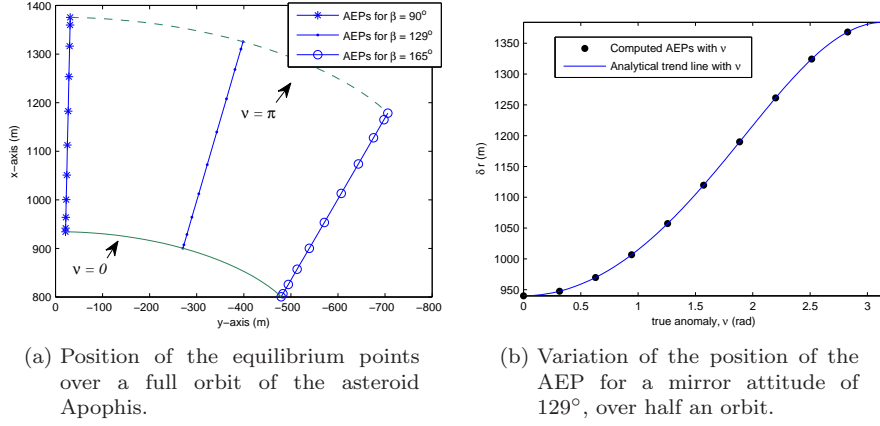 1400
1300
1200
1100
1000
900
800
x−axis (m)
0 −100 −200 −300 −400 −500 −600 −700 −800
y−axis (m)
AEPs for β = 90°
AEPs for β = 129°
AEPs for β = 165°
ν = π
ν = 0
1350
1300
1250
1200
1150
1100
1050
1000
950
δ r (m)
0 0.5 1 1.5 2 2.5 3
true anomaly, ν (rad)
Computed AEPs with ν
Analytical trend line with ν
(a) Position of the equilibrium points
over a full orbit of the asteroid
Apophis.
(b) Variation of the position of the
AEP for a mirror attitude of
129°, over half an orbit.